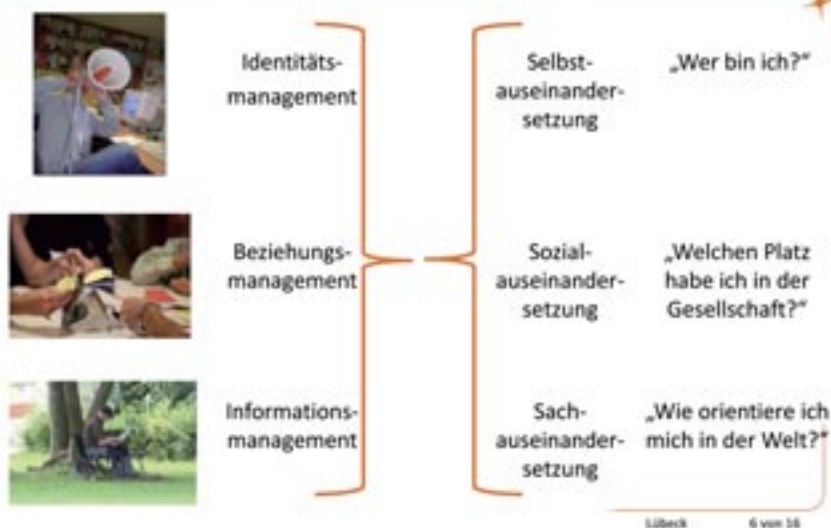 Identitäts-
management
Selbst-
auseinander-
setzung
„Wer bin ich?“
Beziehungs-
management
Sozial-
auseinander-
setzung
„Welchen Platz
habe ich in der
Gesellschaft?“
Informations-
management
Sach-
auseinander-
setzung
„Wie orientiere ich
mich in der Welt?“
Lübeck
6 von 16